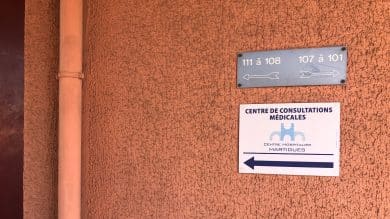 111 à 108 107 à 101
CENTRE DE CONSULTATIONS
MÉDICALES
CENTRE HOSPITALIER
MARTIGUES